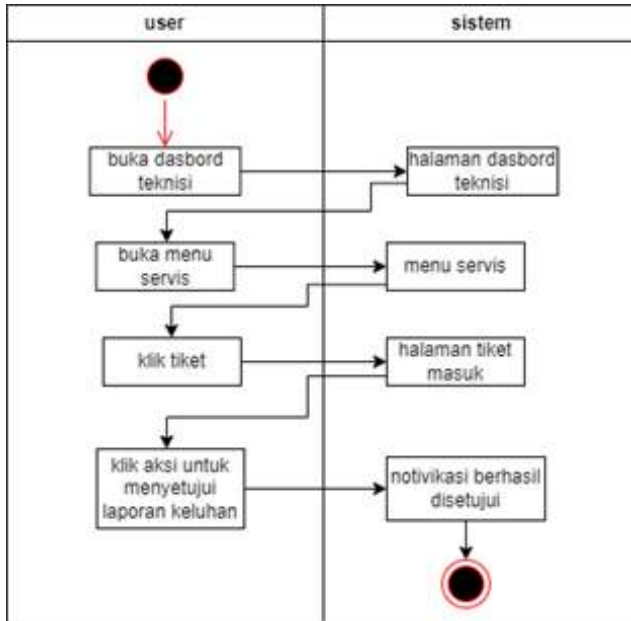 user
sistem
buka dasbord
teknisi
halaman dasbord
teknisi
buka menu
servis
menu servis
klik tiket
halaman tiket
masuk
klik aksi untuk
menyetujui
laporan keluhan
notivikasi berhasil
disetujui